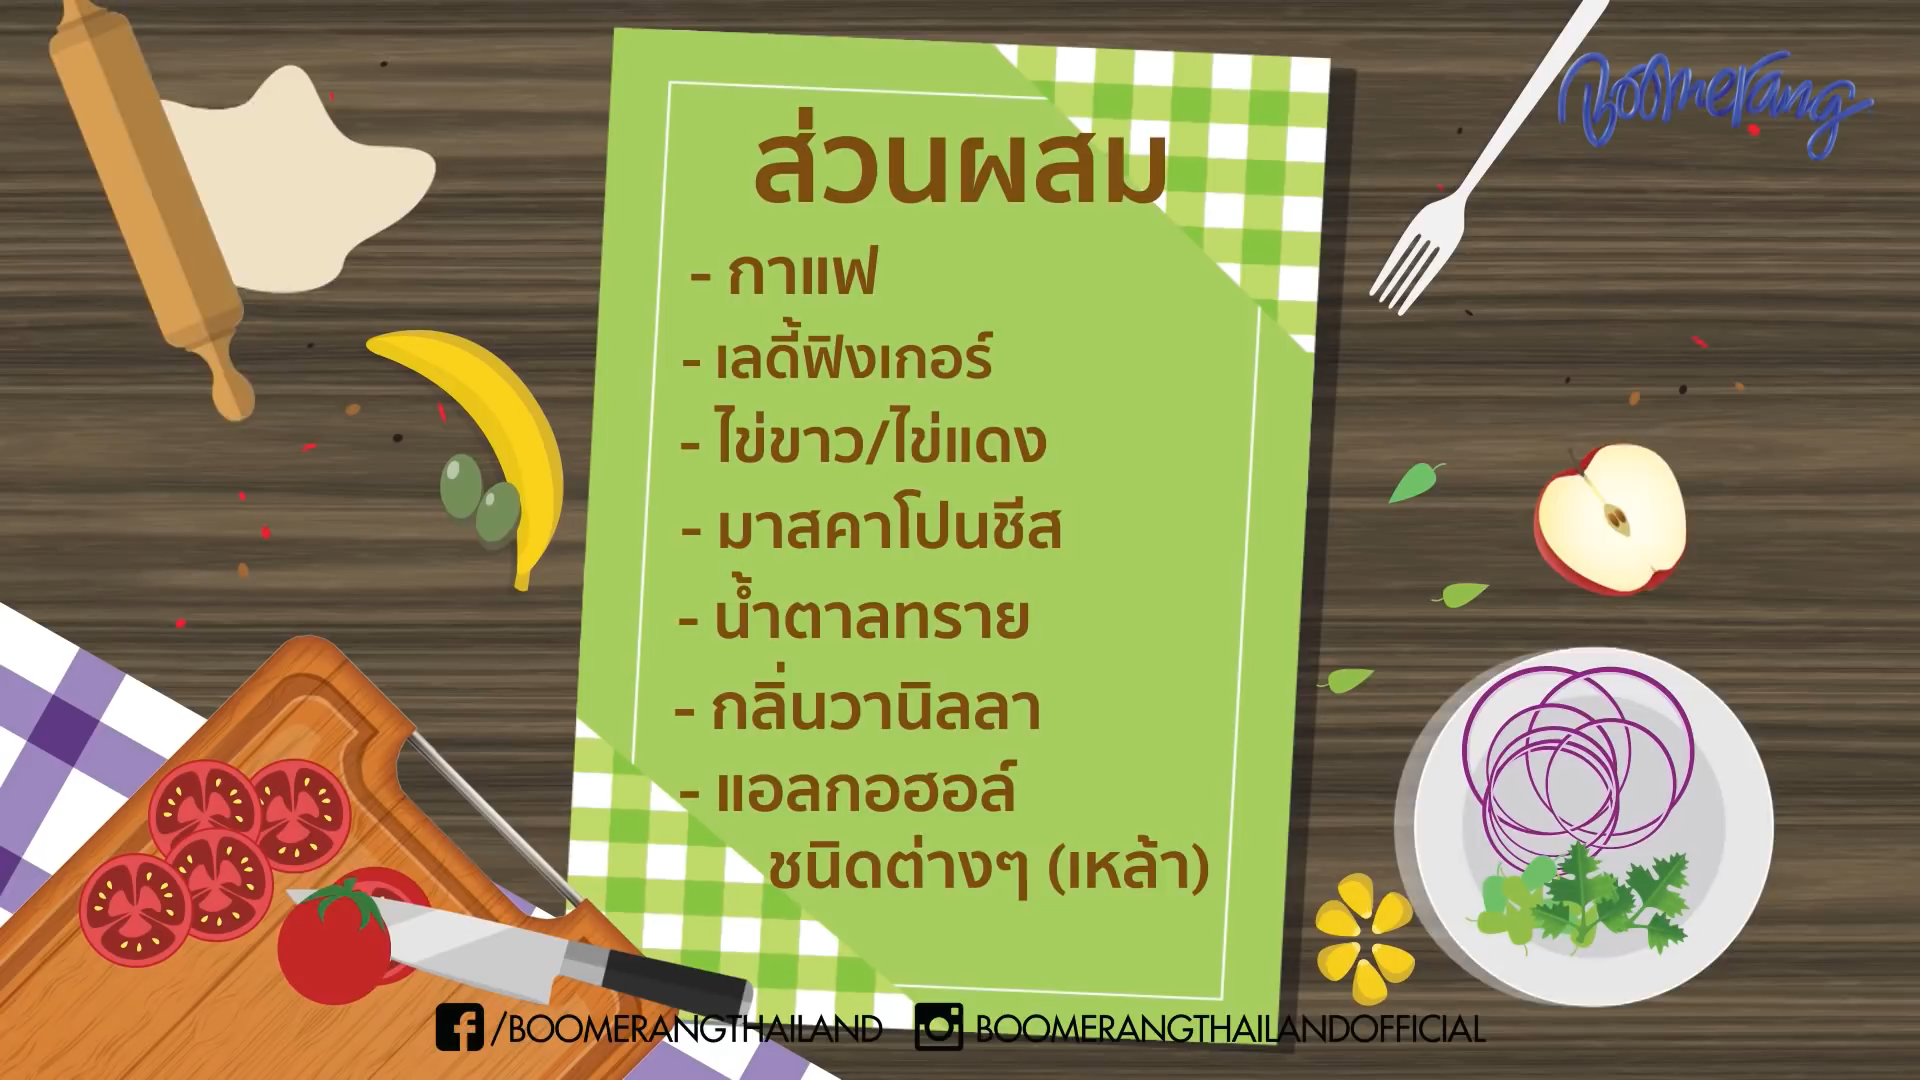 Boomerang
ส่วนผสม
- กาแฟ
- เลดี้ฟิงเกอร์
- ไข่ขาว/ไข่แดง
- มาสคาโปนชีส
- น้ำตาลทราย
- กลิ่นวานิลลา
- แอลกอฮอล์
ชนิดต่างๆ (เหล้า)
/BOOMERANGTHAILAND BOOMERANGTHAILANDOFFICIAL